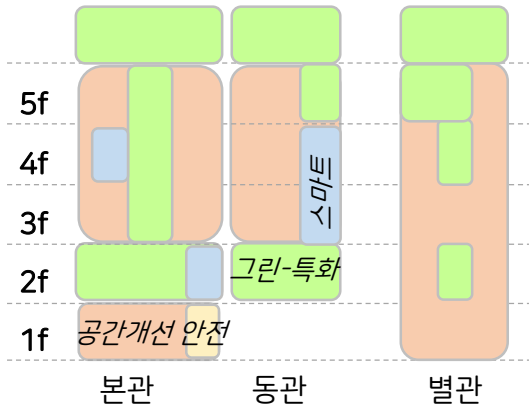 5f
4f
스마트
3f
2f
그린-특화
1f
공간개선 안전
본관 동관 별관